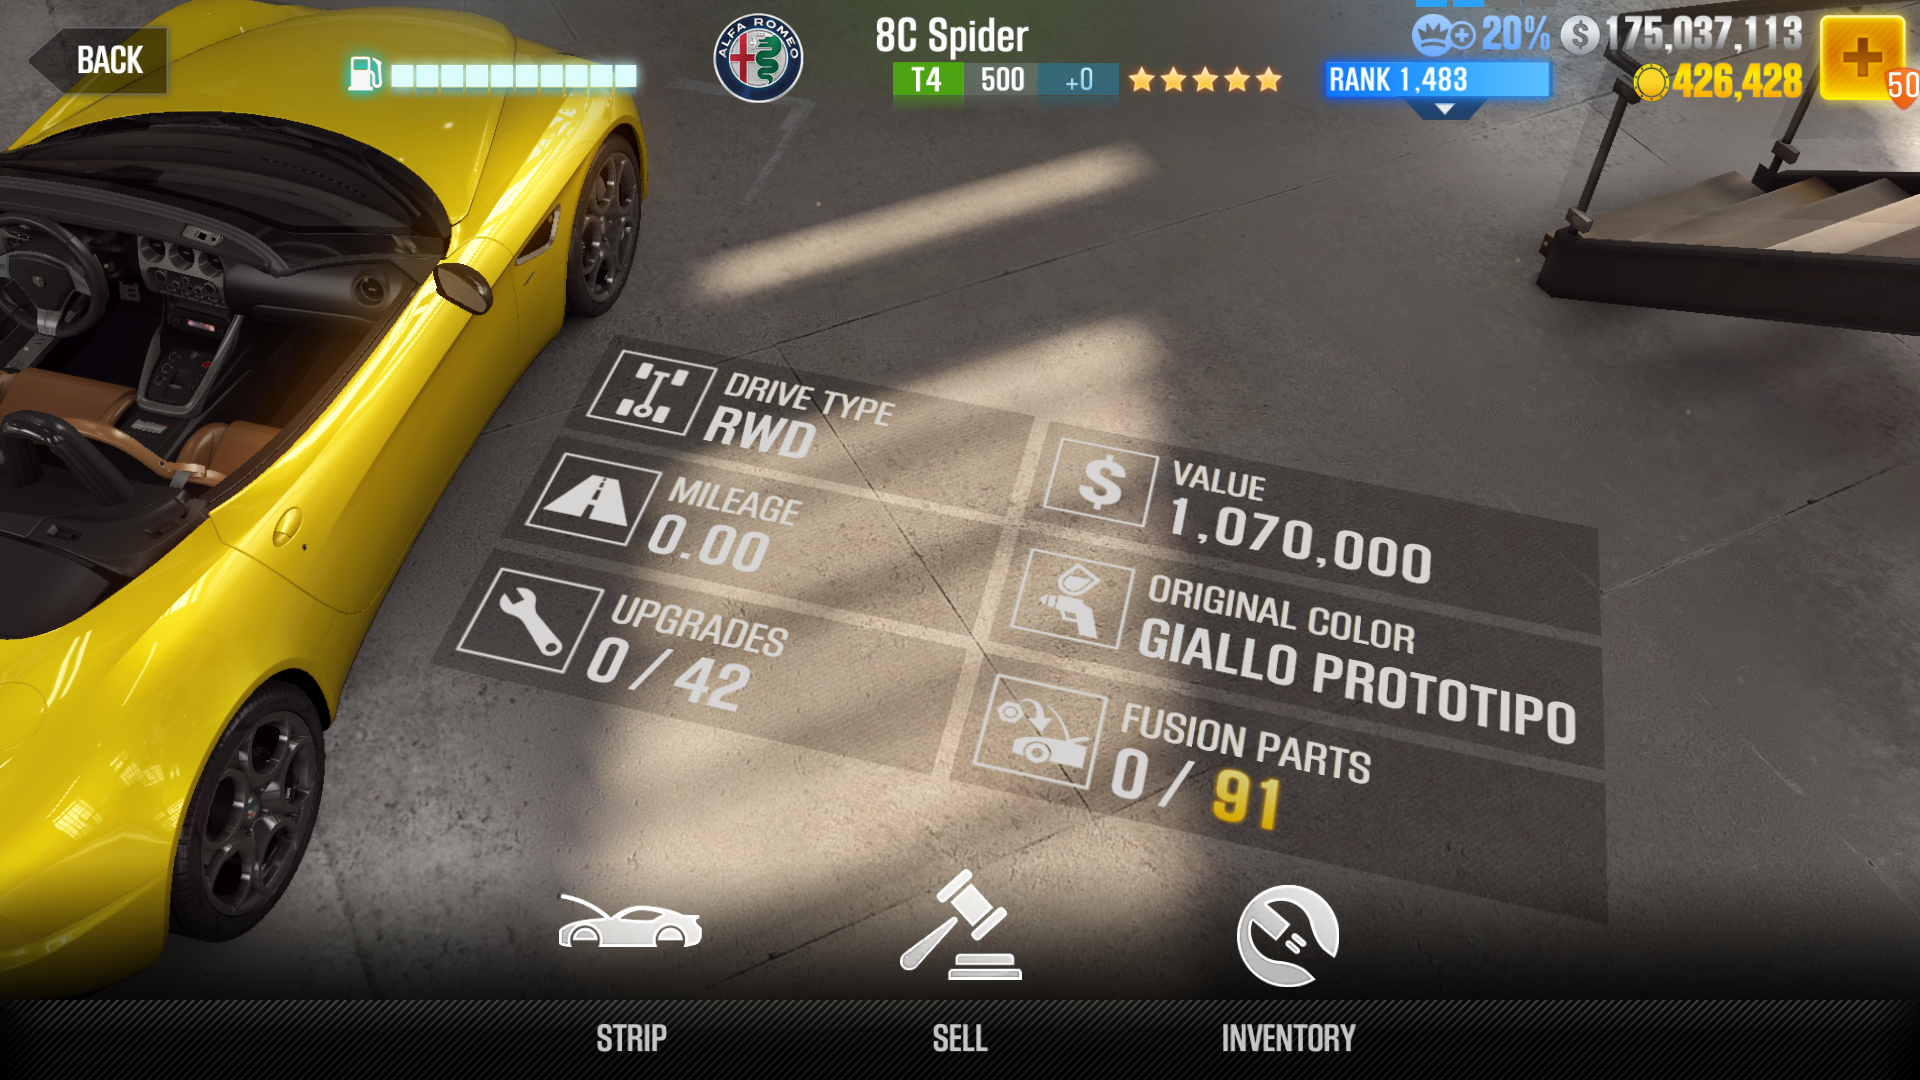 BACK
ALFA ROMEO
8C Spider
T4 500 +0
20%
$ 175,037,113
RANK 1,483
426,428
50
DRIVE TYPE
RWD
MILEAGE
0.00
UPGRADES
0 / 42
$ VALUE
1,070,000
ORIGINAL COLOR
GIALLO PROTOTIPO
FUSION PARTS
0 / 91
STRIP
SELL
INVENTORY